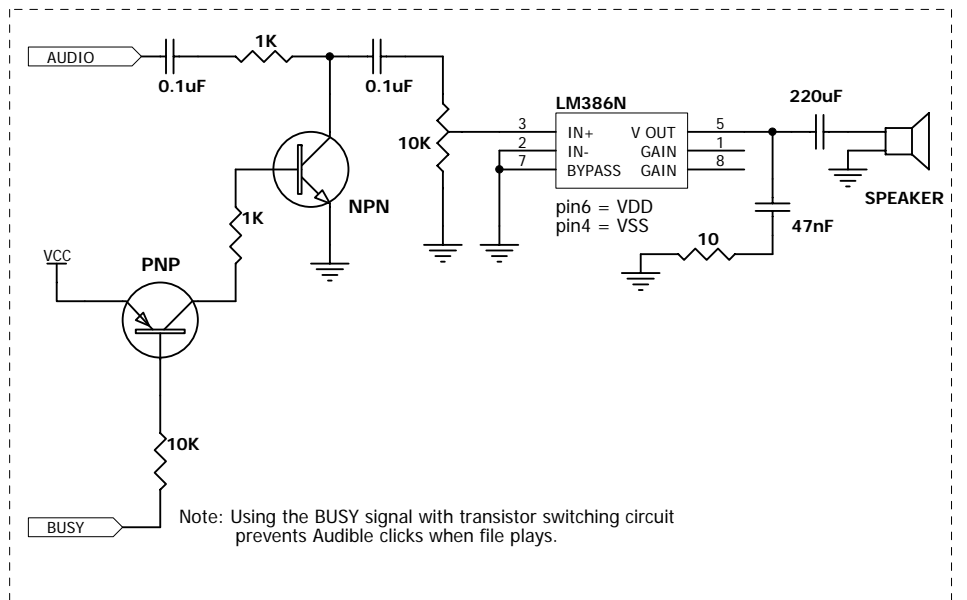 AUDIO
0.1uF
1K
0.1uF
NPN
1K
VCC
PNP
10K
BUSY
10K
LM386N
3 IN+ V OUT 5
2 IN- GAIN 1
7 BYPASS GAIN 8
pin6 = VDD
pin4 = VSS
220uF
SPEAKER
47nF
10
Note: Using the BUSY signal with transistor switching circuit
prevents Audible clicks when file plays.